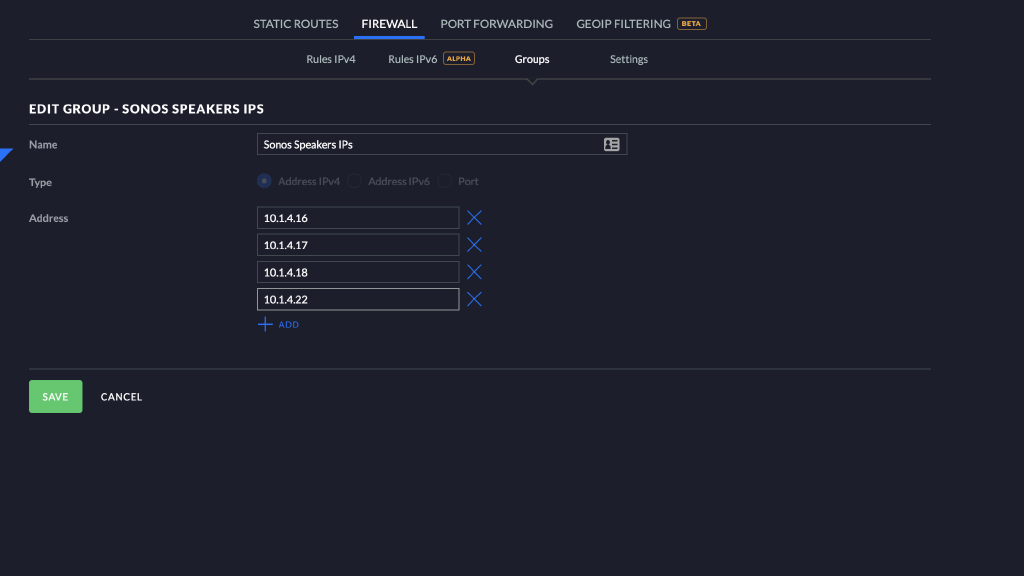 STATIC ROUTES FIREWALL PORT FORWARDING GEOIP FILTERING BETA
Rules IPv4 Rules IPv6 ALPHA Groups Settings
EDIT GROUP - SONOS SPEAKERS IPS
Name Sonos Speakers IPs
Type Address IPv4 Address IPv6 Port
Address 10.1.4.16
10.1.4.17
10.1.4.18
10.1.4.22
ADD
SAVE CANCEL